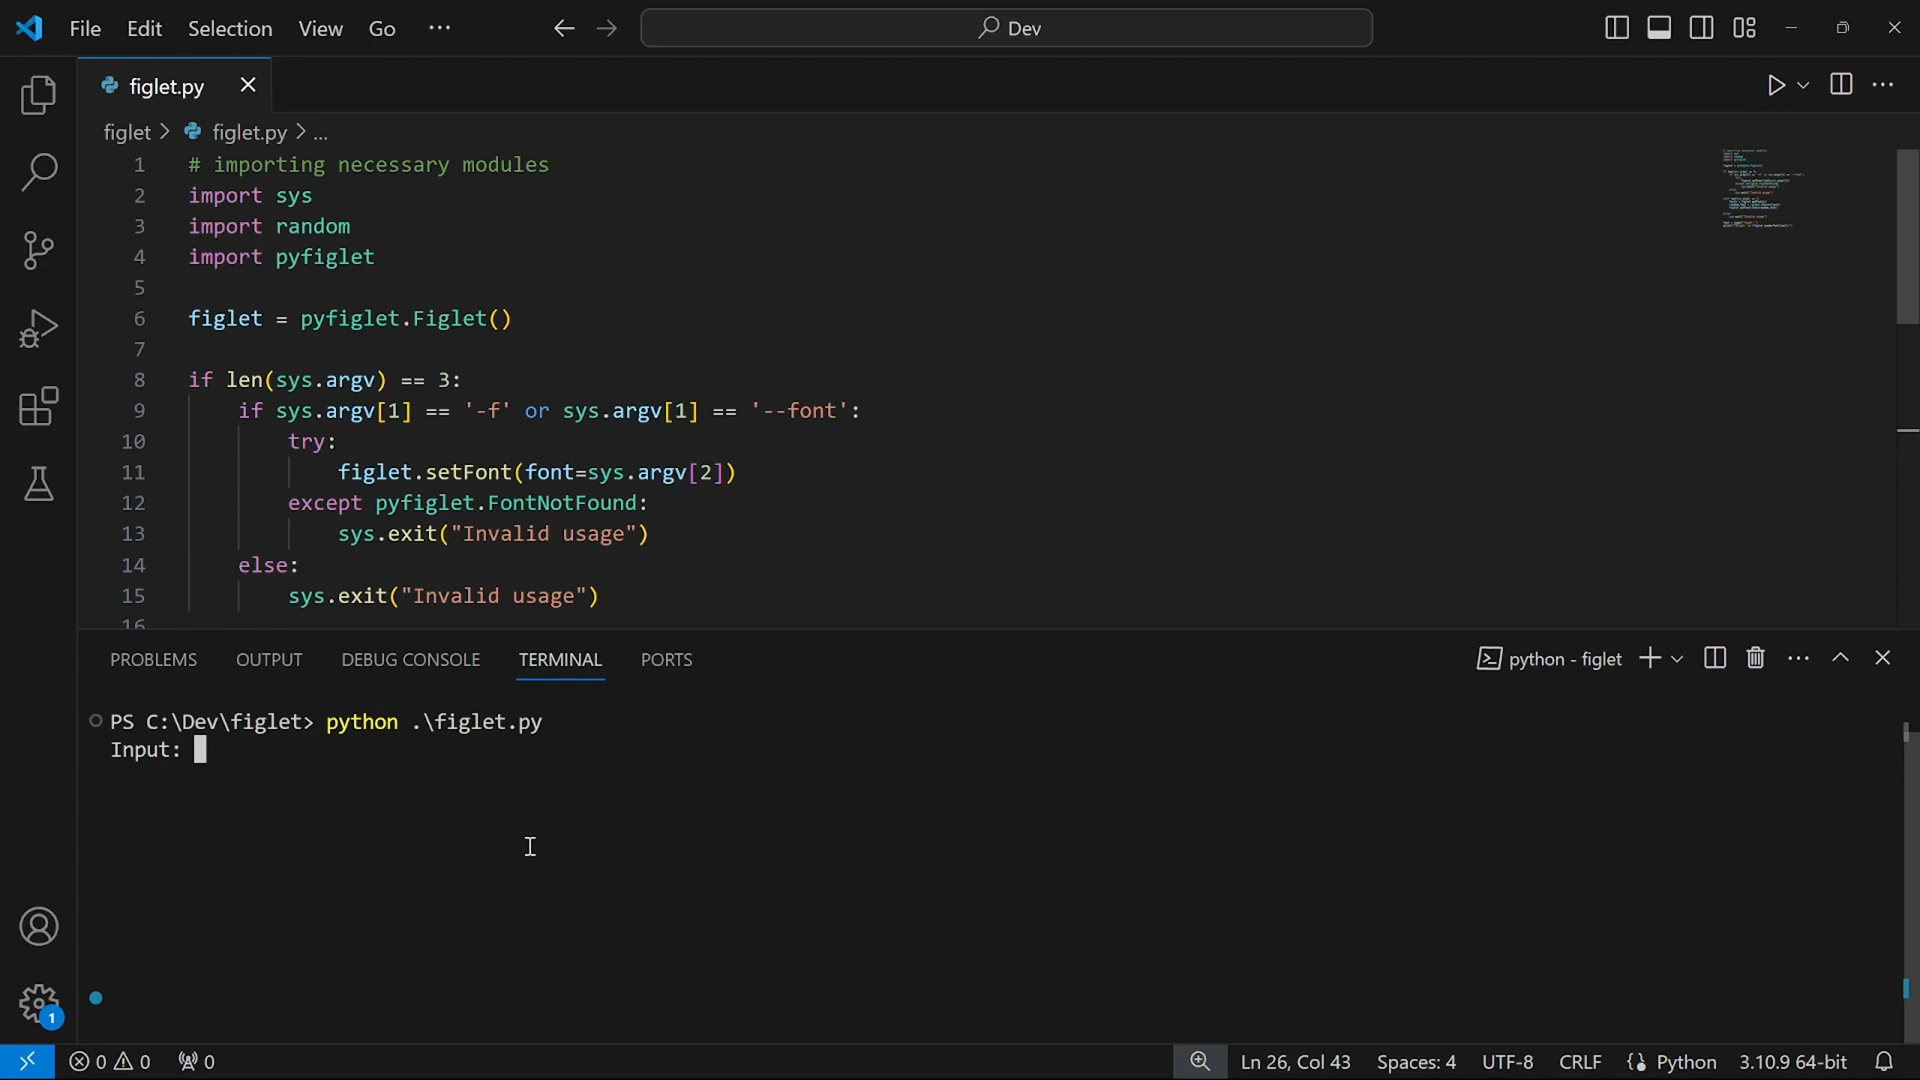 File Edit Selection View Go ... Dev
figlet.py
figlet > figlet.py > ...
1 # importing necessary modules
2 import sys
3 import random
4 import pyfiglet
5
6 figlet = pyfiglet.Figlet()
7
8 if len(sys.argv) == 3:
9 if sys.argv[1] == '-f' or sys.argv[1] == '--font':
10 try:
11 figlet.setFont(font=sys.argv[2])
12 except pyfiglet.FontNotFound:
13 sys.exit("Invalid usage")
14 else:
15 sys.exit("Invalid usage")
16
PROBLEMS OUTPUT DEBUG CONSOLE TERMINAL PORTS python - figlet
PS C:\Dev\figlet> python .\figlet.py
Input:
1
0 0 0 Ln 26, Col 43 Spaces: 4 UTF-8 CRLF Python 3.10.9 64-bit